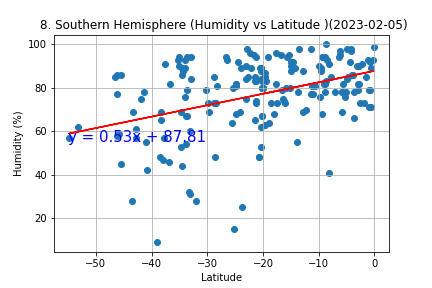 8. Southern Hemisphere (Humidity vs Latitude )(2023-02-05)
100
80
60
40
20
Humidity (%)
y = 0.53x + 87.81
−50 −40 −30 −20 −10 0
Latitude